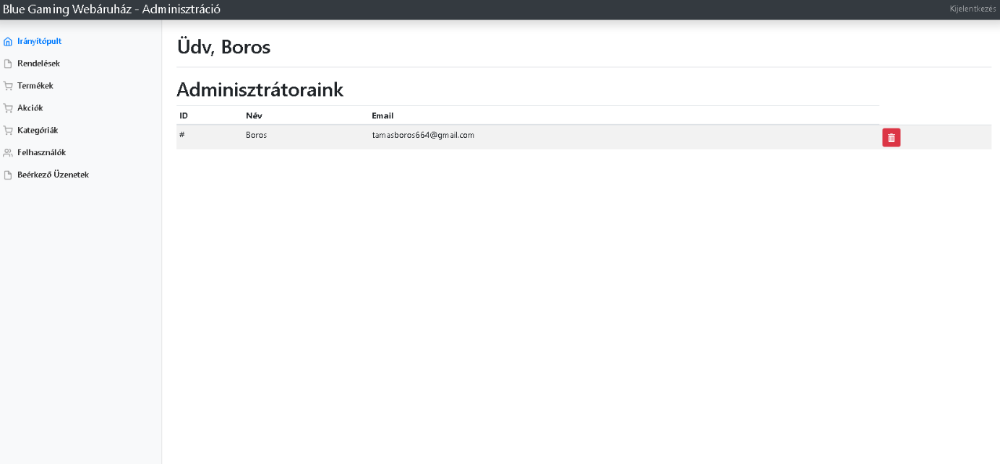 Blue Gaming Webáruház - Adminisztráció
Kijelentkezés
Irányítópult
Rendelések
Termékek
Akciók
Kategóriák
Felhasználók
Beérkező Üzenetek
Üdv, Boros
Adminisztrátoraink
ID Név Email
# Boros tamasboros664@gmail.com